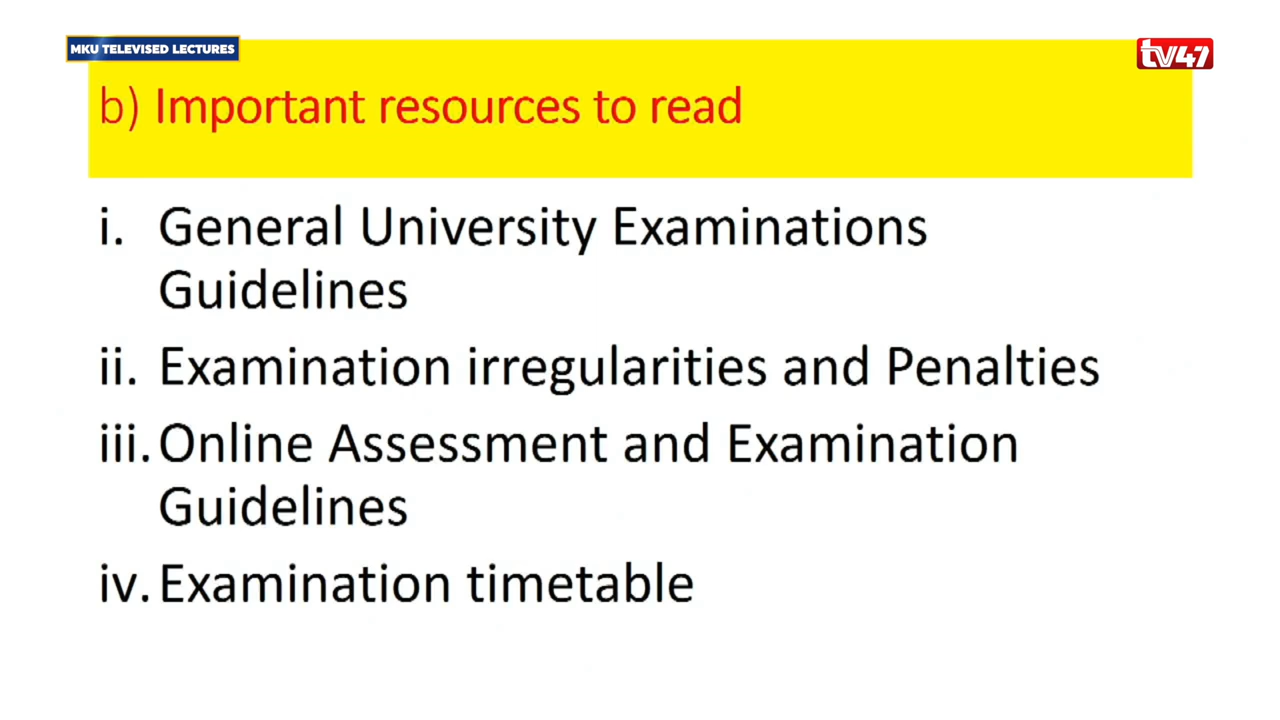 MKU TELEVISED LECTURES
tv47
b) Important resources to read
i. General University Examinations
Guidelines
ii. Examination irregularities and Penalties
iii. Online Assessment and Examination
Guidelines
iv. Examination timetable